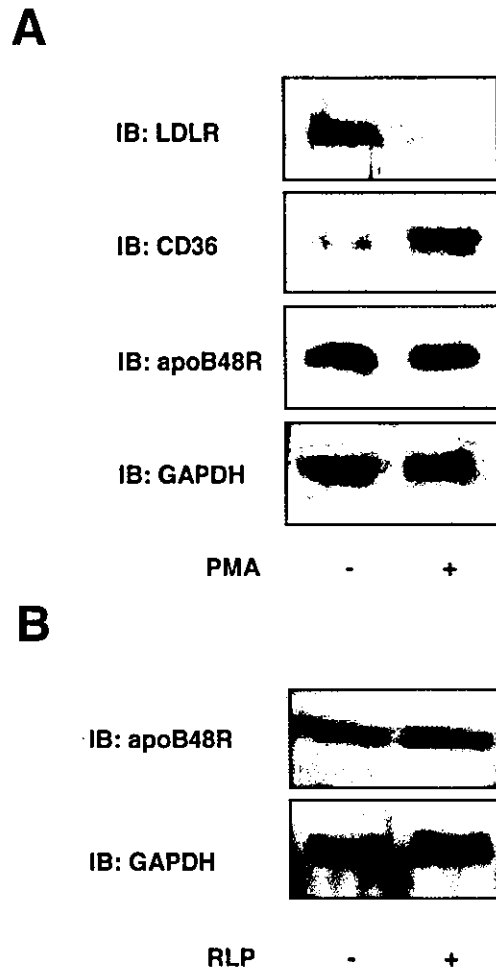 A
IB: LDLR
IB: CD36
IB: apoB48R
IB: GAPDH
PMA - +
B
IB: apoB48R
IB: GAPDH
RLP - +